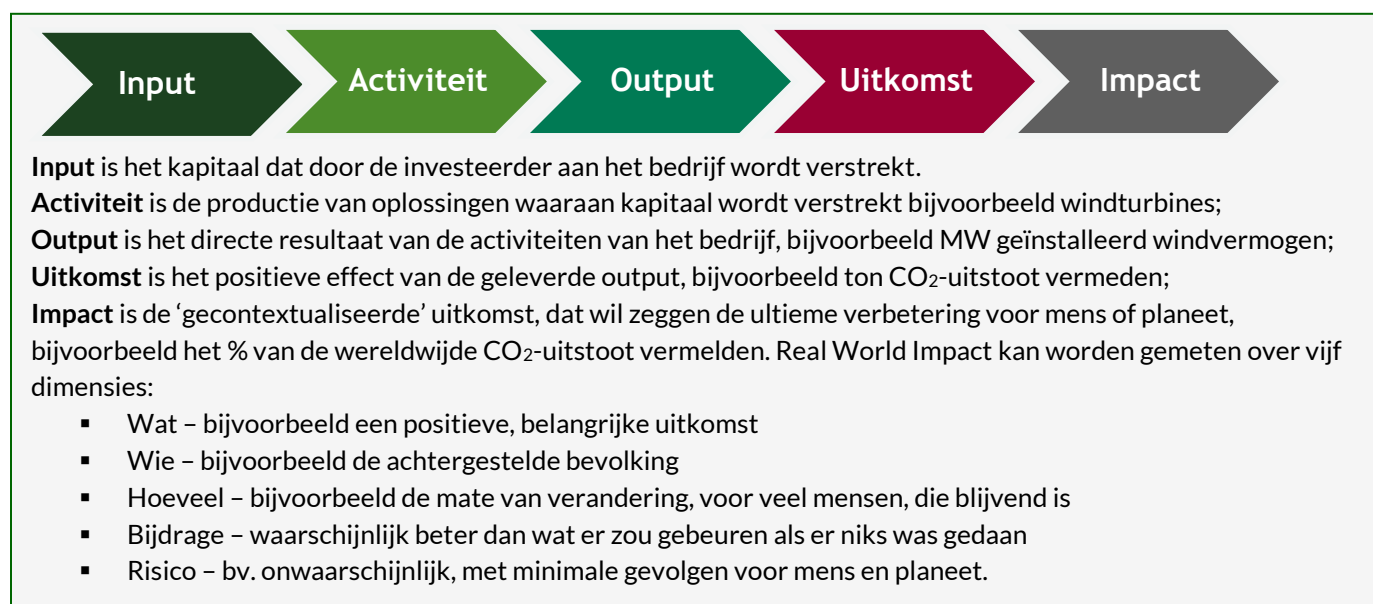 Input Activiteit Output Uitkomst Impact
Input is het kapitaal dat door de investeerder aan het bedrijf wordt verstrekt.
Activiteit is de productie van oplossingen waaraan kapitaal wordt verstrekt bijvoorbeeld windturbines;
Output is het directe resultaat van de activiteiten van het bedrijf, bijvoorbeeld MW geïnstalleerd windvermogen;
Uitkomst is het positieve effect van de geleverde output, bijvoorbeeld ton CO₂-uitstoot vermeden;
Impact is de ‘gecontextualiseerde’ uitkomst, dat wil zeggen de ultieme verbetering voor mens of planeet,
bijvoorbeeld het % van de wereldwijde CO₂-uitstoot vermelden. Real World Impact kan worden gemeten over vijf
dimensies:
▪ Wat – bijvoorbeeld een positieve, belangrijke uitkomst
▪ Wie – bijvoorbeeld de achtergestelde bevolking
▪ Hoeveel – bijvoorbeeld de mate van verandering, voor veel mensen, die blijvend is
▪ Bijdrage – waarschijnlijk beter dan wat er zou gebeuren als er niks was gedaan
▪ Risico – bv. onwaarschijnlijk, met minimale gevolgen voor mens en planeet.